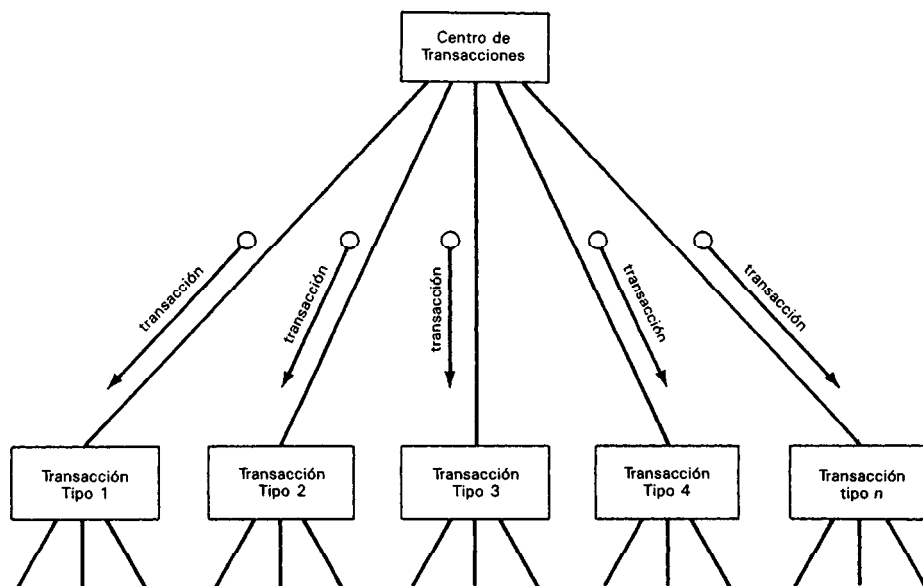 Centro de
Transacciones
transacción
transacción
transacción
transacción
transacción
Transacción
Tipo 1
Transacción
Tipo 2
Transacción
Tipo 3
Transacción
Tipo 4
Transacción
tipo n